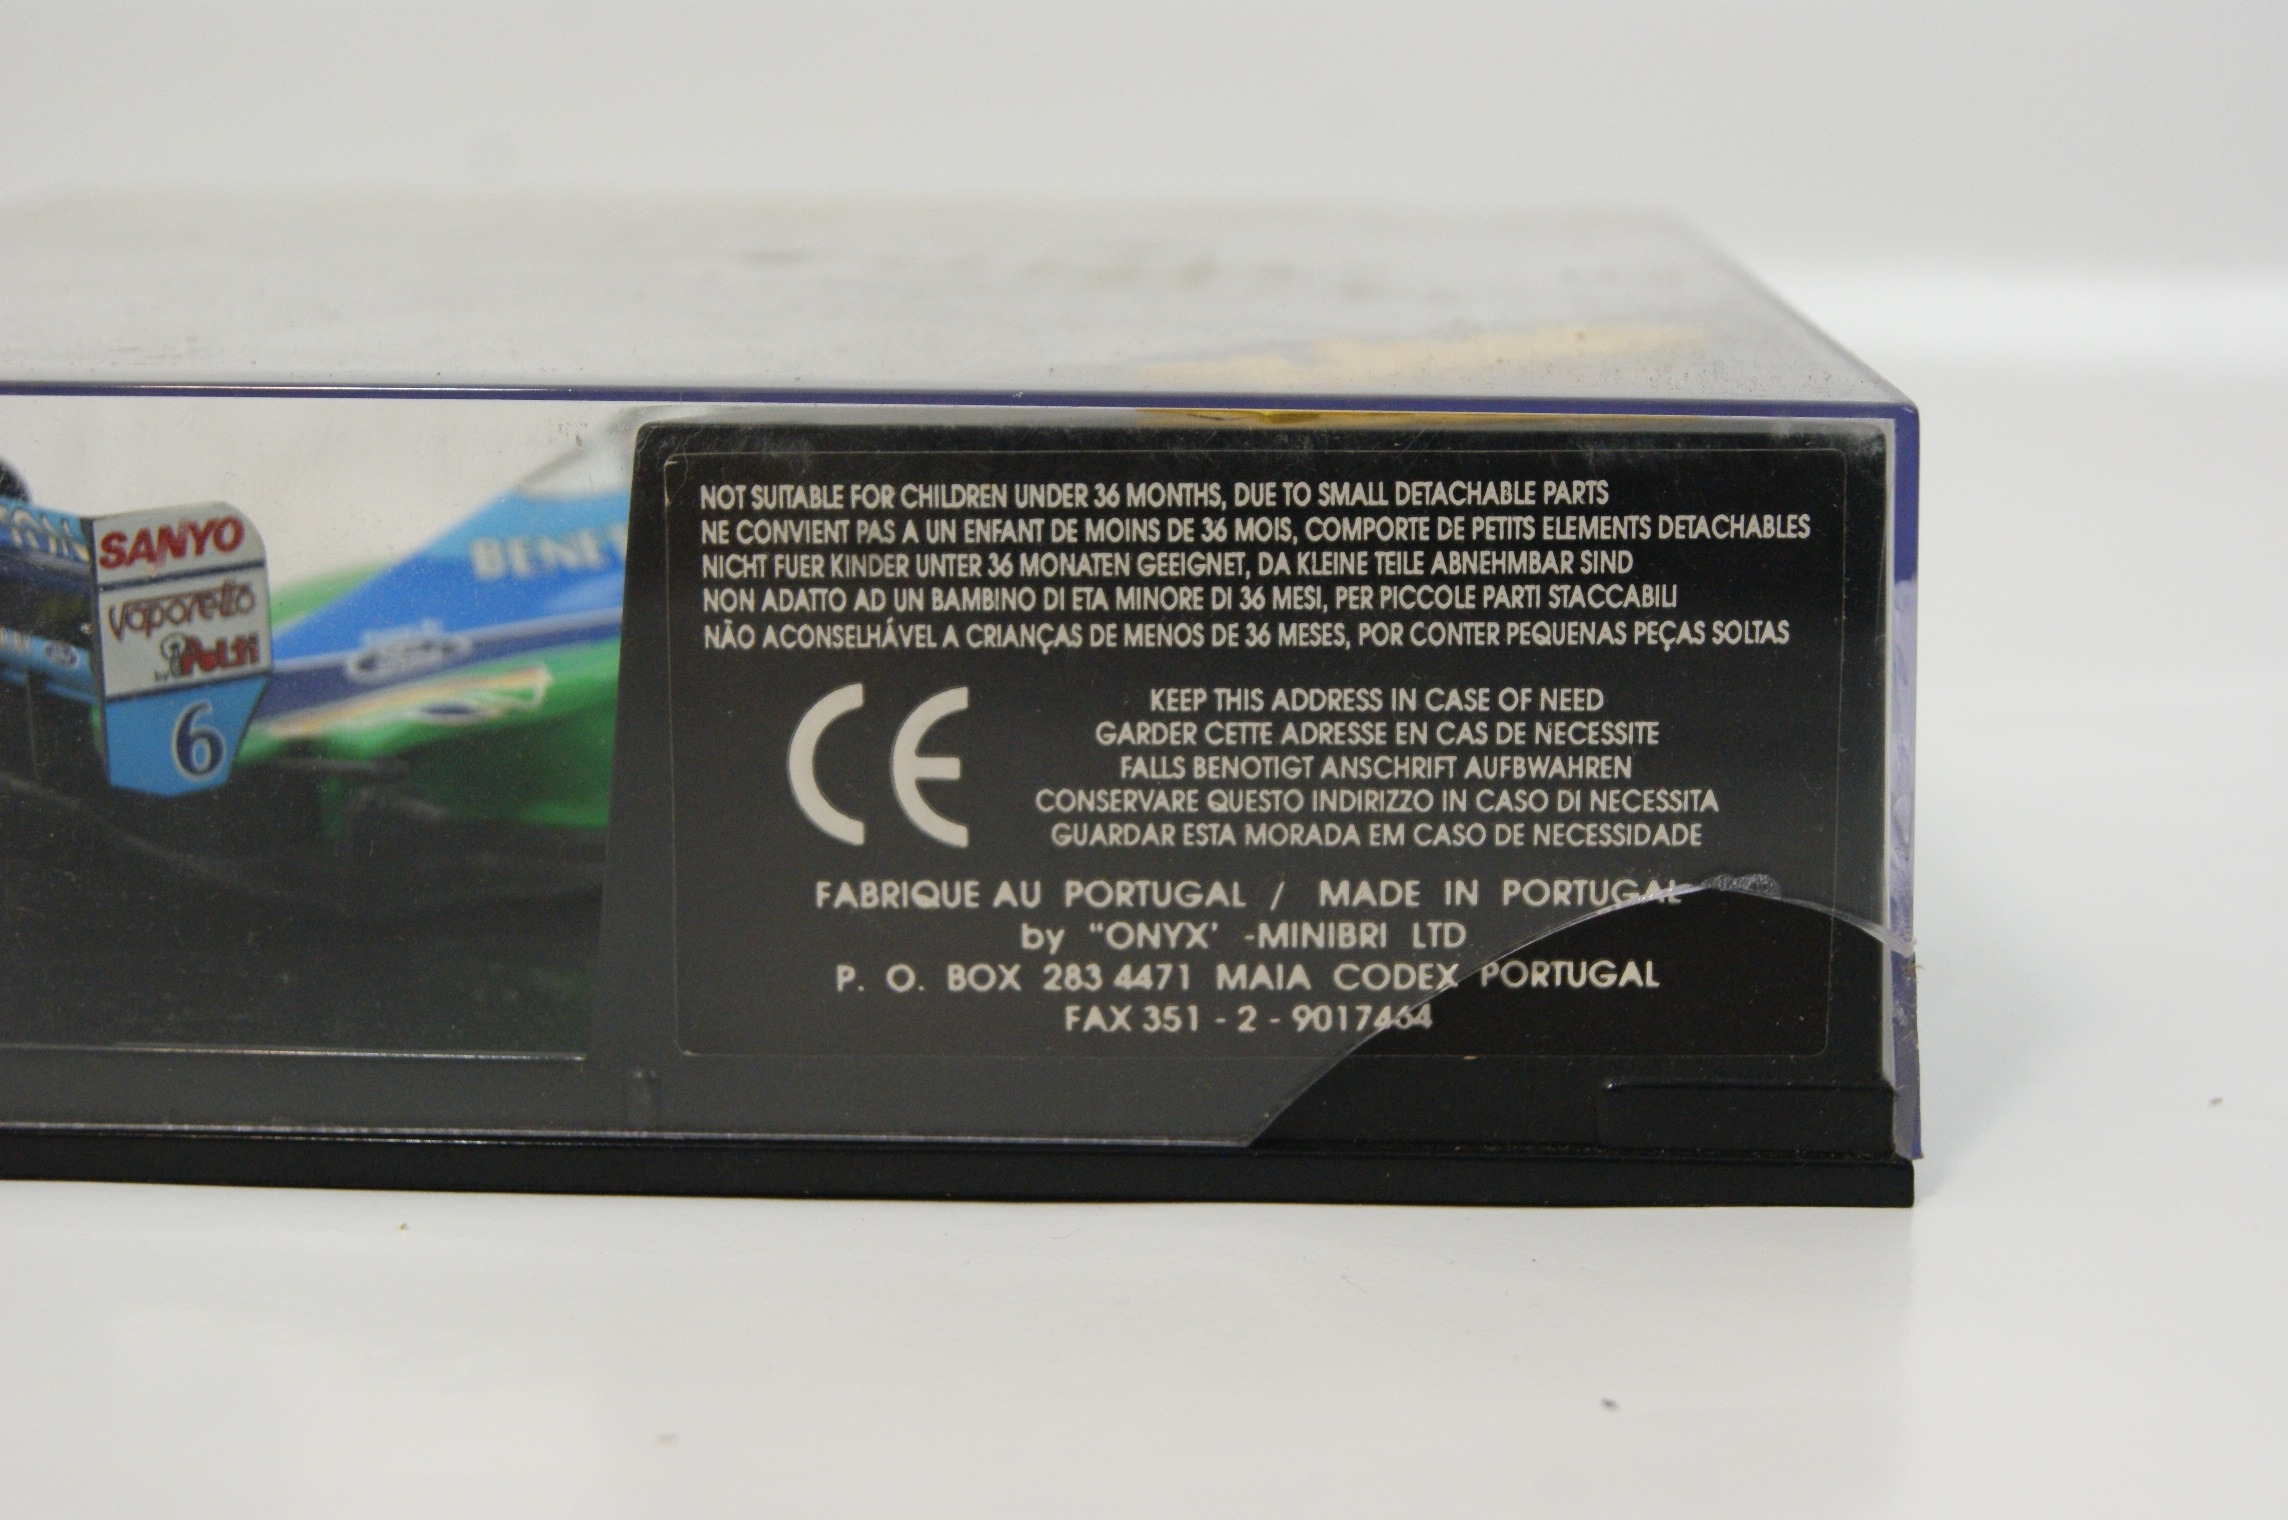 SANYO
Vaporetto
by Polti
6
NOT SUITABLE FOR CHILDREN UNDER 36 MONTHS, DUE TO SMALL DETACHABLE PARTS
NE CONVIENT PAS A UN ENFANT DE MOINS DE 36 MOIS, COMPORTE DE PETITS ELEMENTS DETACHABLES
NICHT FUER KINDER UNTER 36 MONATEN GEEIGNET, DA KLEINE TEILE ABNEHMBAR SIND
NON ADATTO AD UN BAMBINO DI ETA MINORE DI 36 MESI, PER PICCOLE PARTI STACCABILI
NÃO ACONSELHÁVEL A CRIANÇAS DE MENOS DE 36 MESES, POR CONTER PEQUENAS PEÇAS SOLTAS
CE
KEEP THIS ADDRESS IN CASE OF NEED
GARDER CETTE ADRESSE EN CAS DE NECESSITE
FALLS BENOTIGT ANSCHRIFT AUFBWAHREN
CONSERVARE QUESTO INDIRIZZO IN CASO DI NECESSITA
GUARDAR ESTA MORADA EM CASO DE NECESSIDADE
FABRIQUE AU PORTUGAL / MADE IN PORTUGAL
by "ONYX' -MINIBRI LTD
P. O. BOX 283 4471 MAIA CODEX PORTUGAL
FAX 351 - 2 - 9017464